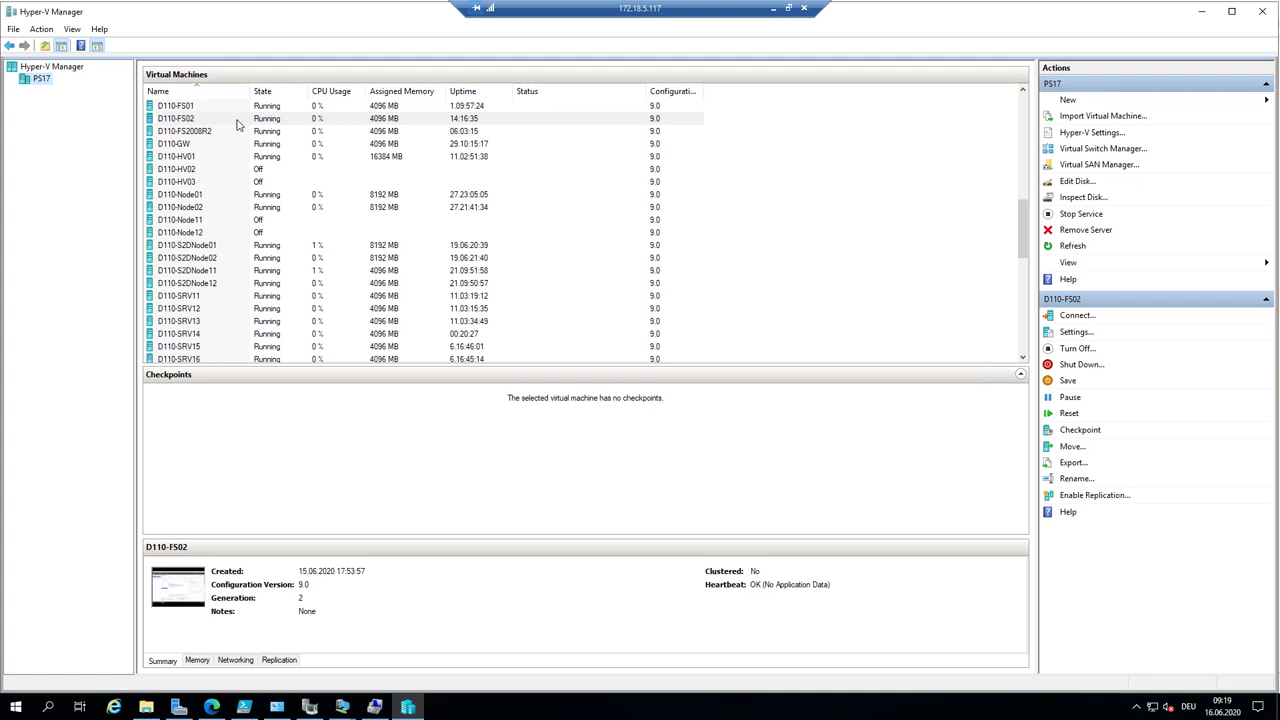 Hyper-V Manager
172.18.5.117
File Action View Help
Hyper-V Manager
PS17
Virtual Machines
Name State CPU Usage Assigned Memory Uptime Status Configurati...
D110-FS01 Running 0 % 4096 MB 1.09:57:24 9.0
D110-FS02 Running 0 % 4096 MB 14:16:35 9.0
D110-FS2008R2 Running 0 % 4096 MB 06:03:15 9.0
D110-GW Running 0 % 4096 MB 29.10:15:17 9.0
D110-HV01 Running 0 % 16384 MB 11.02:51:38 9.0
D110-HV02 Off 9.0
D110-HV03 Off 9.0
D110-Node01 Running 0 % 8192 MB 27.23:05:05 9.0
D110-Node02 Running 0 % 8192 MB 27.21:41:34 9.0
D110-Node11 Off 9.0
D110-Node12 Off 9.0
D110-S2DNode01 Running 1 % 8192 MB 19.06:20:39 9.0
D110-S2DNode02 Running 0 % 8192 MB 19.06:21:40 9.0
D110-S2DNode11 Running 1 % 4096 MB 21.09:51:58 9.0
D110-S2DNode12 Running 0 % 4096 MB 21.09:50:57 9.0
D110-SRV11 Running 0 % 4096 MB 11.03:19:12 9.0
D110-SRV12 Running 0 % 4096 MB 11.03:15:35 9.0
D110-SRV13 Running 0 % 4096 MB 11.03:34:49 9.0
D110-SRV14 Running 0 % 4096 MB 00:20:27 9.0
D110-SRV15 Running 0 % 4096 MB 6.16:46:01 9.0
D110-SRV16 Running 0 % 4096 MB 6.16:45:14 9.0
Checkpoints
The selected virtual machine has no checkpoints.
D110-FS02
Created: 15.06.2020 17:53:57 Clustered: No
Configuration Version: 9.0 Heartbeat: OK (No Application Data)
Generation: 2
Notes: None
Summary Memory Networking Replication
Actions
PS17
New
Import Virtual Machine...
Hyper-V Settings...
Virtual Switch Manager...
Virtual SAN Manager...
Edit Disk...
Inspect Disk...
Stop Service
Remove Server
Refresh
View
Help
D110-FS02
Connect...
Settings...
Turn Off...
Shut Down...
Save
Pause
Reset
Checkpoint
Move...
Export...
Rename...
Enable Replication...
Help
DEU
09:19
16.06.2020